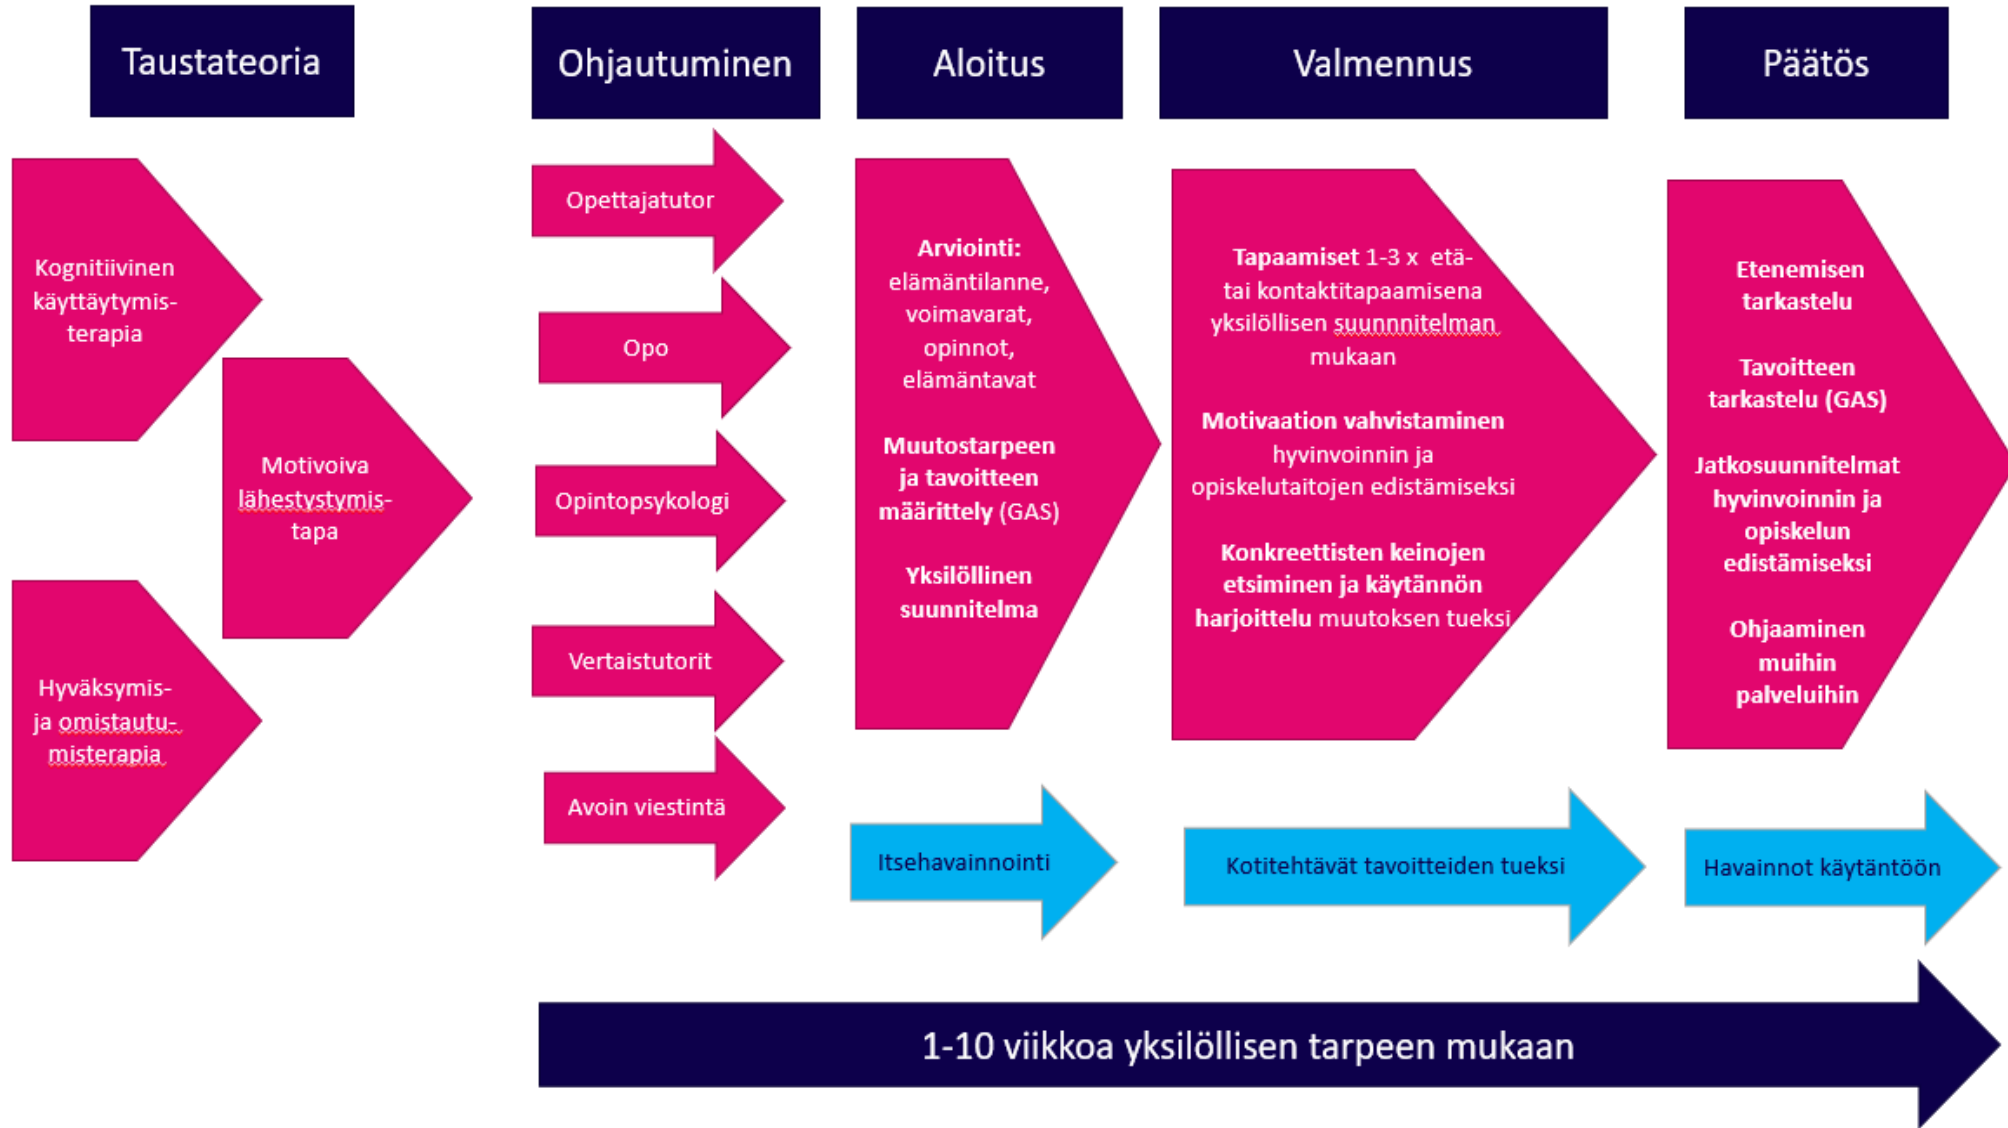 Taustateoria
Kognitiivinen
käyttäytymis-
terapia
Motivoiva
lähestystymis-
tapa
Hyväksymis-
ja omistautu-
misterapia
Ohjautuminen
Opettajatutor
Opo
Opintopsykologi
Vertaistutorit
Avoin viestintä
Aloitus
Arviointi:
elämäntilanne,
voimavarat,
opinnot,
elämäntavat
Muutostarpeen
ja tavoitteen
määrittely (GAS)
Yksilöllinen
suunnitelma
Itsehavainnointi
Valmennus
Tapaamiset 1-3 x etä-
tai kontaktitapaamisena
yksilöllisen suunnnitelman
mukaan
Motivaation vahvistaminen
hyvinvoinnin ja
opiskelutaitojen edistämiseksi
Konkreettisten keinojen
etsiminen ja käytännön
harjoittelu muutoksen tueksi
Kotitehtävät tavoitteiden tueksi
Päätös
Etenemisen
tarkastelu
Tavoitteen
tarkastelu (GAS)
Jatkosuunnitelmat
hyvinvoinnin ja
opiskelun
edistämiseksi
Ohjaaminen
muihin
palveluihin
Havainnot käytäntöön
1-10 viikkoa yksilöllisen tarpeen mukaan